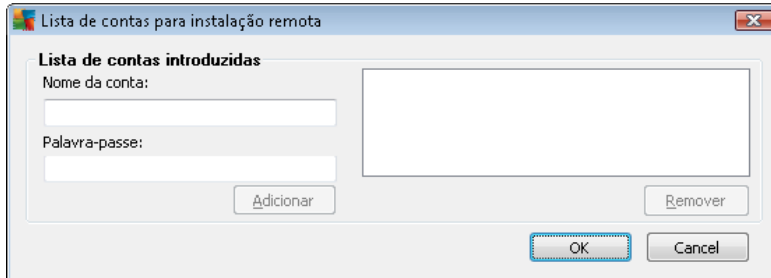 Lista de contas para instalação remota
Lista de contas introduzidas
Nome da conta:
Palavra-passe:
Adicionar
Remover
OK
Cancel